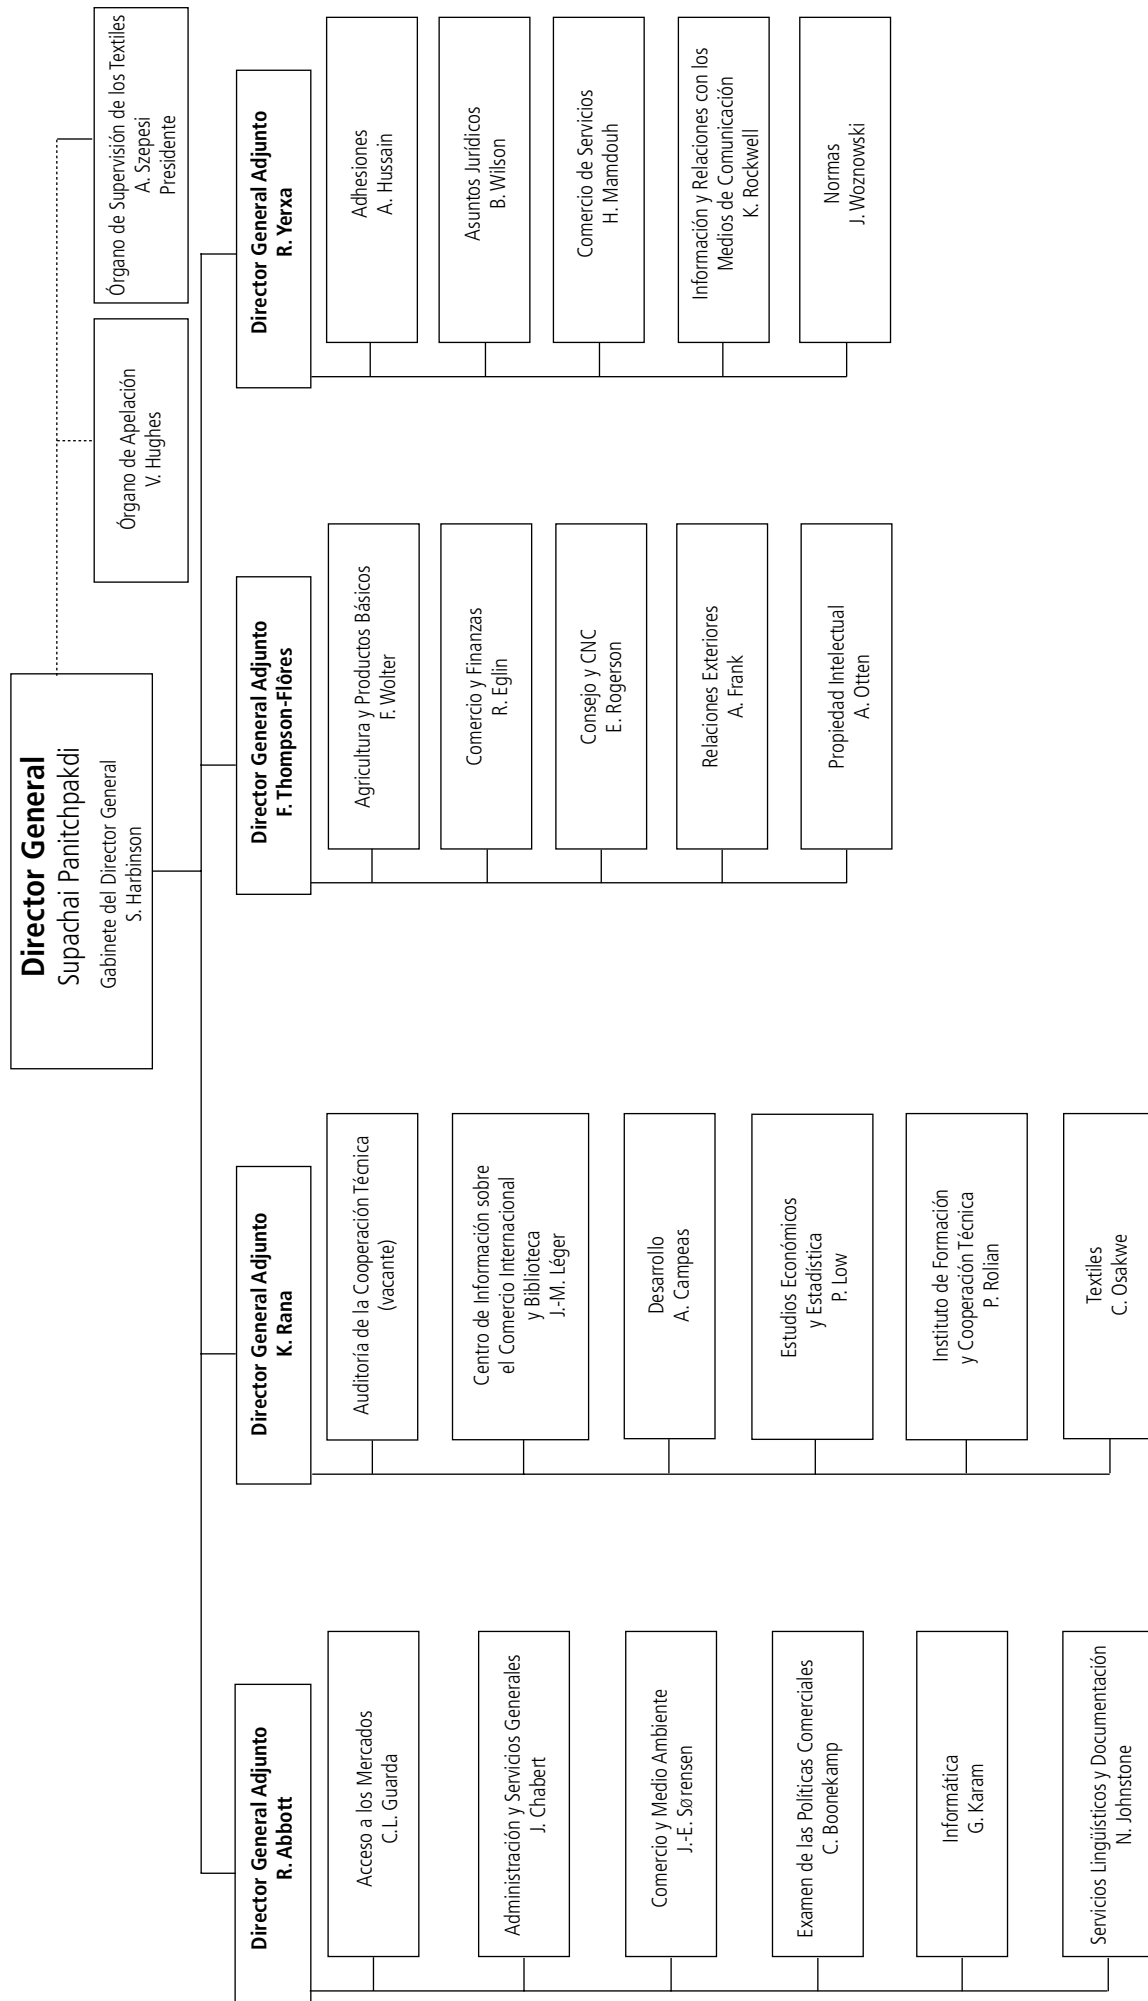 Director General
Supachai Panitchpakdi
Gabinete del Director General
S. Harbinson
Órgano de Apelación
V. Hughes
Órgano de Supervisión de los Textiles
A. Szepesi
Presidente
Director General Adjunto
R. Abbott
Acceso a los Mercados
C.L. Guarda
Administración y Servicios Generales
J. Chabert
Comercio y Medio Ambiente
J.-E. Sørensen
Examen de las Políticas Comerciales
C. Boonekamp
Informática
G. Karam
Servicios Lingüísticos y Documentación
N. Johnstone
Director General Adjunto
K. Rana
Auditoría de la Cooperación Técnica
(vacante)
Centro de Información sobre
el Comercio Internacional
y Biblioteca
J.-M. Léger
Desarrollo
A. Campeas
Estudios Económicos
y Estadística
P. Low
Instituto de Formación
y Cooperación Técnica
P. Rolian
Textiles
C. Osakwe
Director General Adjunto
F. Thompson-Flôres
Agricultura y Productos Básicos
F. Wolter
Comercio y Finanzas
R. Eglin
Consejo y CNC
E. Rogerson
Relaciones Exteriores
A. Frank
Propiedad Intelectual
A. Otten
Director General Adjunto
R. Yerxa
Adhesiones
A. Hussain
Asuntos Jurídicos
B. Wilson
Comercio de Servicios
H. Mamdouh
Información y Relaciones con los
Medios de Comunicación
K. Rockwell
Normas
J. Woznowski